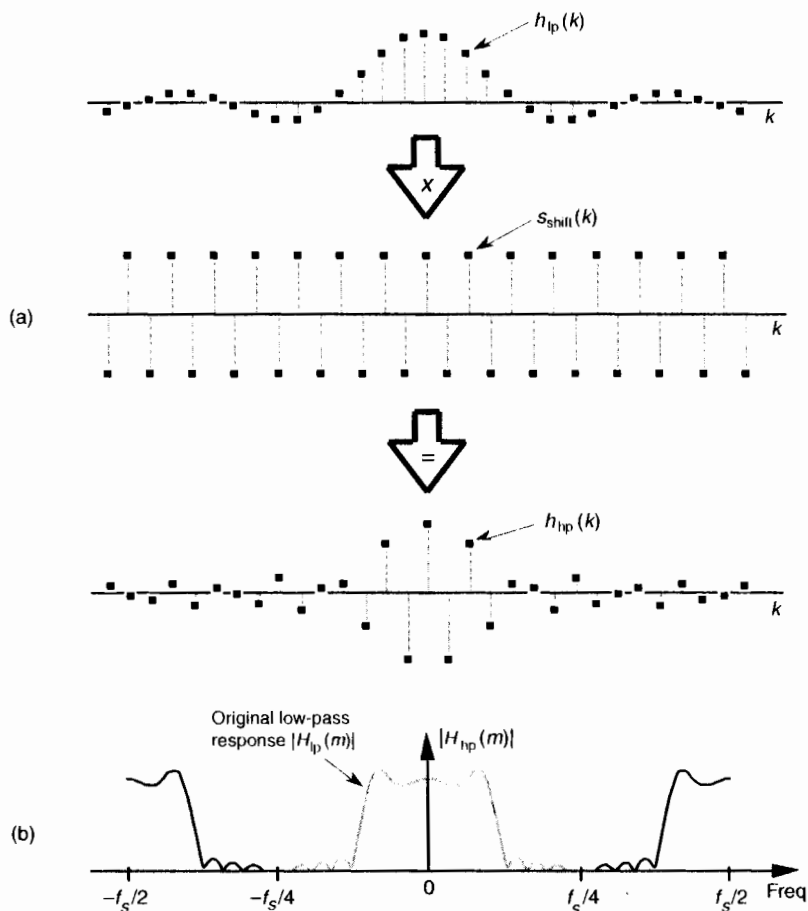 h_lp(k)
k
x
s_shift(k)
(a)
k
=
h_hp(k)
k
Original low-pass
response |H_lp(m)|
|H_hp(m)|
(b)
−f_s/2
−f_s/4
0
f_s/4
f_s/2
Freq